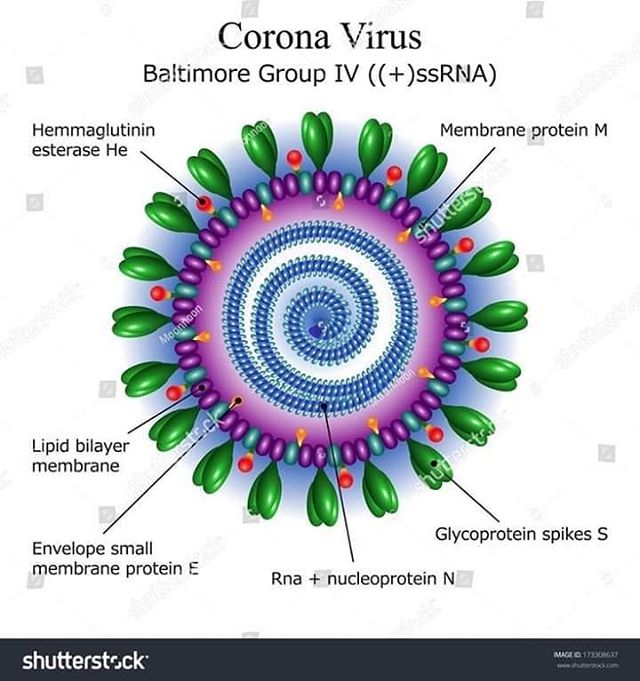 Corona Virus
Baltimore Group IV ((+)ssRNA)
Hemmaglutinin
esterase He
Membrane protein M
Lipid bilayer
membrane
Glycoprotein spikes S
Envelope small
membrane protein E
Rna + nucleoprotein N
shutterstock
IMAGE ID: 173308637
www.shutterstock.com